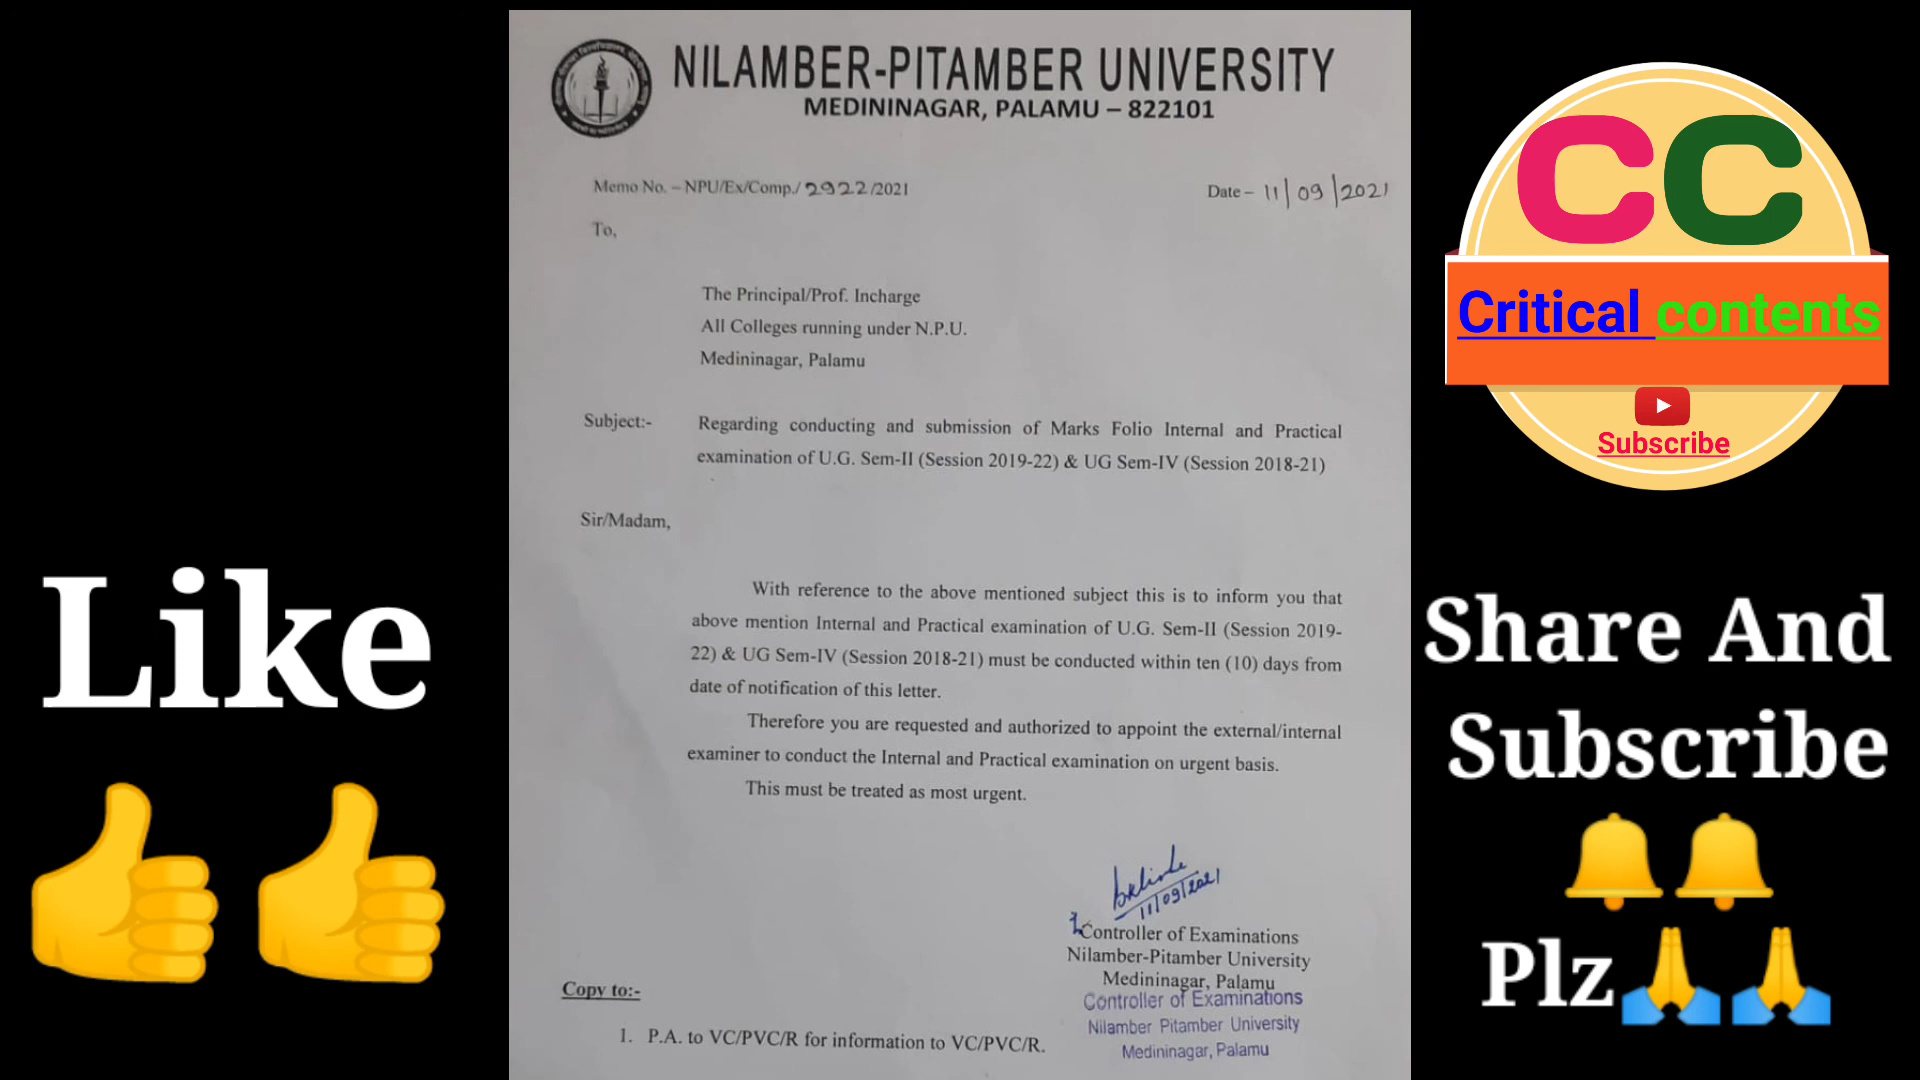 NILAMBER-PITAMBER UNIVERSITY
MEDININAGAR, PALAMU – 822101
Memo No. – NPU/Ex/Comp./ 2922 /2021
Date – 11/09/2021
To,
The Principal/Prof. Incharge
All Colleges running under N.P.U.
Medininagar, Palamu
Subject:- Regarding conducting and submission of Marks Folio Internal and Practical
examination of U.G. Sem-II (Session 2019-22) & UG Sem-IV (Session 2018-21)
Sir/Madam,
With reference to the above mentioned subject this is to inform you that
above mention Internal and Practical examination of U.G. Sem-II (Session 2019-
22) & UG Sem-IV (Session 2018-21) must be conducted within ten (10) days from
date of notification of this letter.
Therefore you are requested and authorized to appoint the external/internal
examiner to conduct the Internal and Practical examination on urgent basis.
This must be treated as most urgent.
11/09/2021
Controller of Examinations
Nilamber-Pitamber University
Medininagar, Palamu
Controller of Examinations
Nilamber Pitamber University
Medininagar, Palamu
Copy to:-
1. P.A. to VC/PVC/R for information to VC/PVC/R.
Like
CC
Critical contents
Subscribe
Share And
Subscribe
Plz